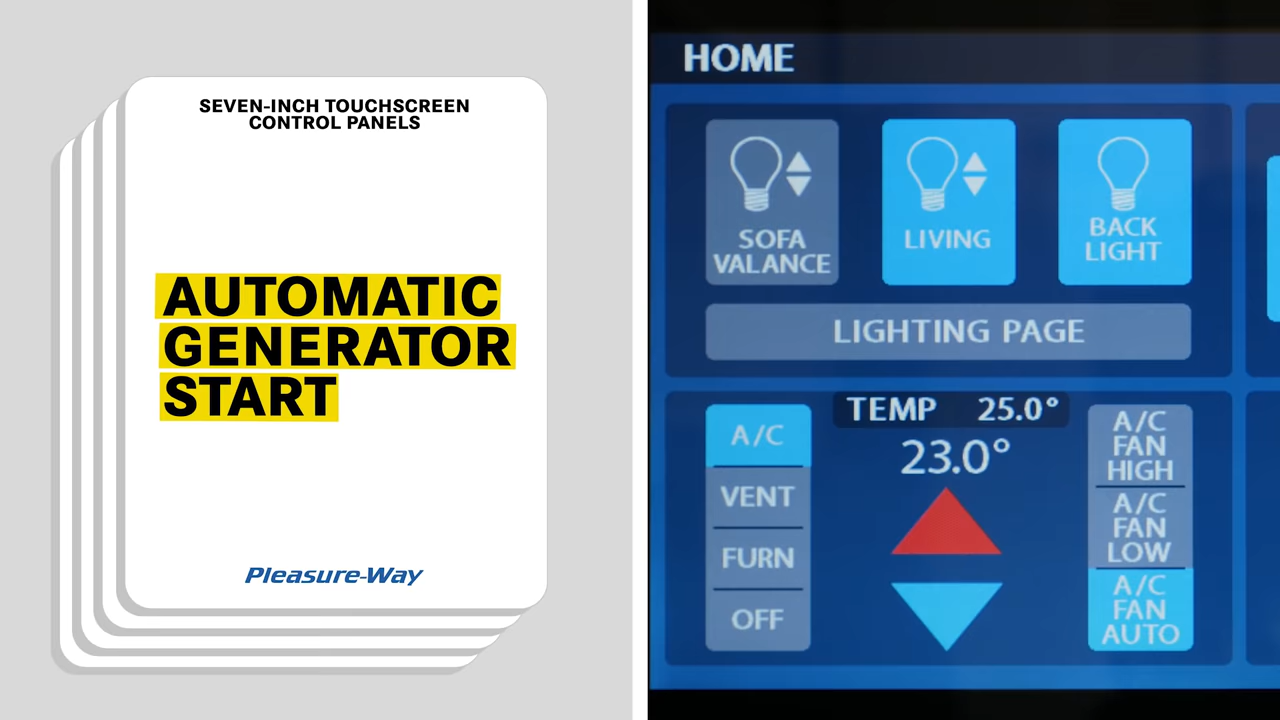 SEVEN-INCH TOUCHSCREEN
CONTROL PANELS
AUTOMATIC
GENERATOR
START
Pleasure-Way
HOME
SOFA
VALANCE
LIVING
BACK
LIGHT
LIGHTING PAGE
TEMP 25.0°
23.0°
A/C
VENT
FURN
OFF
A/C
FAN
HIGH
A/C
FAN
LOW
A/C
FAN
AUTO